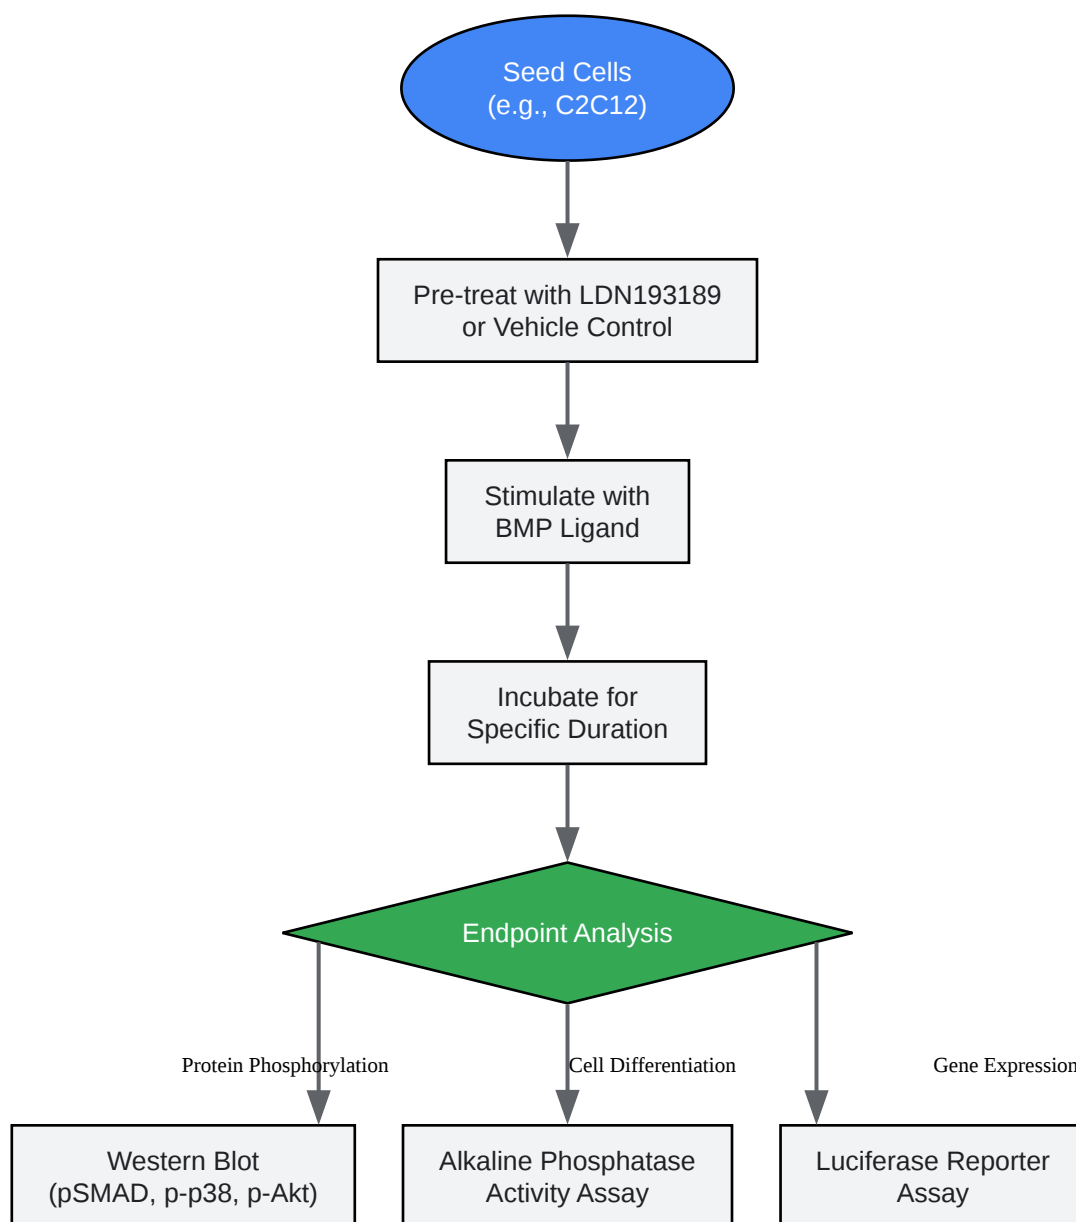 Seed Cells
(e.g., C2C12)
Pre-treat with LDN193189
or Vehicle Control
Stimulate with
BMP Ligand
Incubate for
Specific Duration
Endpoint Analysis
Protein Phosphorylation
Cell Differentiation
Gene Expression
Western Blot
(pSMAD, p-p38, p-Akt)
Alkaline Phosphatase
Activity Assay
Luciferase Reporter
Assay